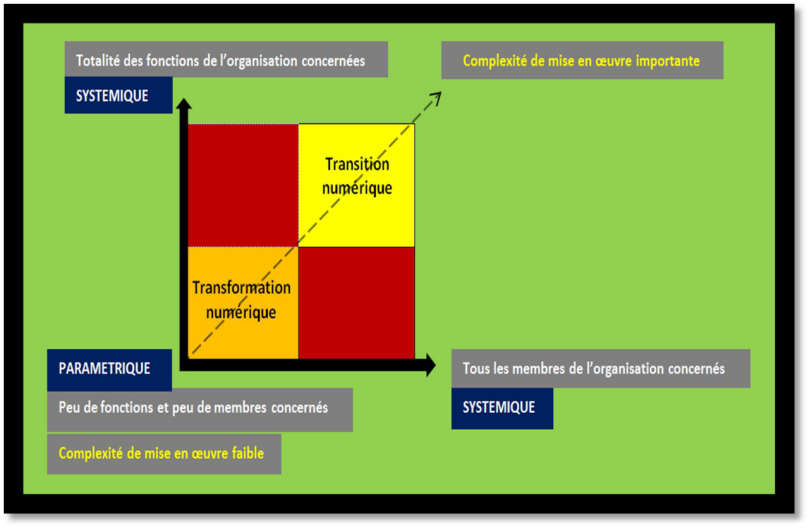 Totalité des fonctions de l'organisation concernées
Complexité de mise en œuvre importante
SYSTEMIQUE
Transition
numérique
Transformation
numérique
PARAMETRIQUE
Tous les membres de l'organisation concernés
Peu de fonctions et peu de membres concernés
SYSTEMIQUE
Complexité de mise en œuvre faible